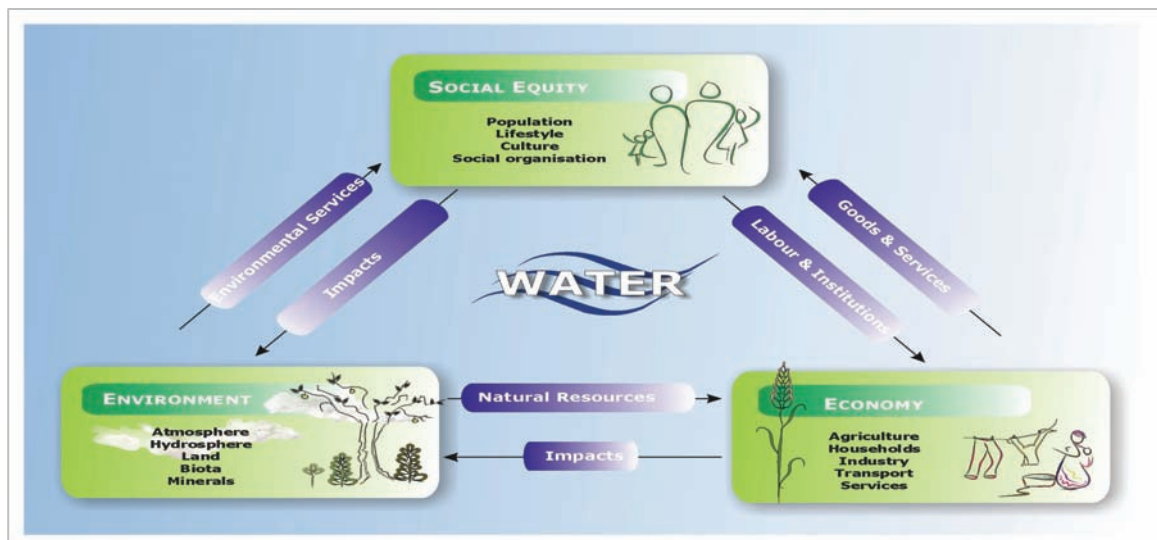 SOCIAL EQUITY
Population
Lifestyle
Culture
Social organisation
Environmental Services
Impacts
WATER
Labour & Institutions
Goods & Services
ENVIRONMENT
Atmosphere
Hydrosphere
Land
Biota
Minerals
Natural Resources
Impacts
ECONOMY
Agriculture
Households
Industry
Transport
Services